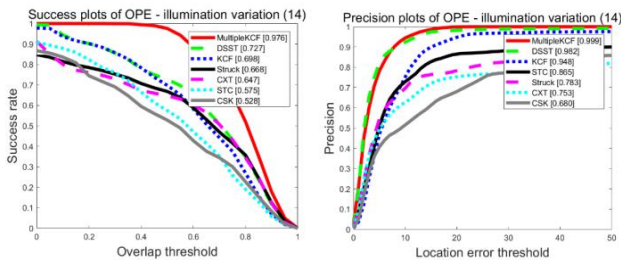 Success plots of OPE - illumination variation (14)
1
0.9
0.8
0.7
0.6
0.5
0.4
0.3
0.2
0.1
0
Success rate
MultipleKCF [0.976]
DSST [0.727]
KCF [0.698]
Struck [0.668]
CXT [0.647]
STC [0.575]
CSK [0.528]
0 0.2 0.4 0.6 0.8 1
Overlap threshold
Precision plots of OPE - illumination variation (14)
1
0.9
0.8
0.7
0.6
0.5
0.4
0.3
0.2
0.1
0
Precision
MultipleKCF [0.999]
DSST [0.982]
KCF [0.948]
STC [0.865]
Struck [0.783]
CXT [0.753]
CSK [0.680]
0 10 20 30 40 50
Location error threshold